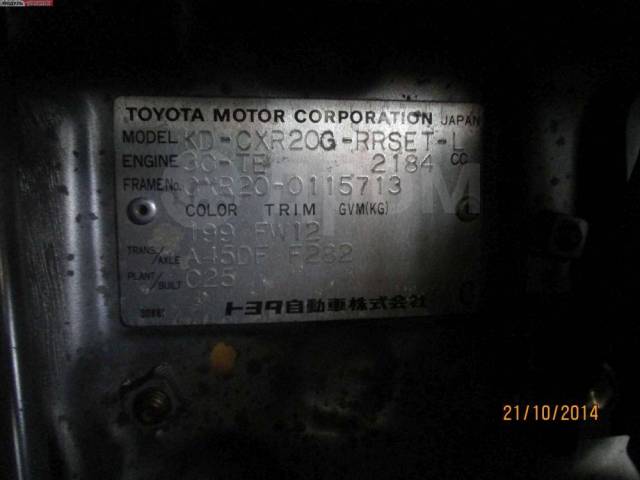 TOYOTA MOTOR CORPORATION JAPAN
MODEL KD-CXR20G-RRSET-L
ENGINE 3C-TE 2184 CC
FRAME No. CXR20-0115713
COLOR TRIM GVM(KG)
199 FW12
TRANS./AXLE A45DF F282
PLANT/BUILT C25
トヨタ自動車株式会社
21/10/2014